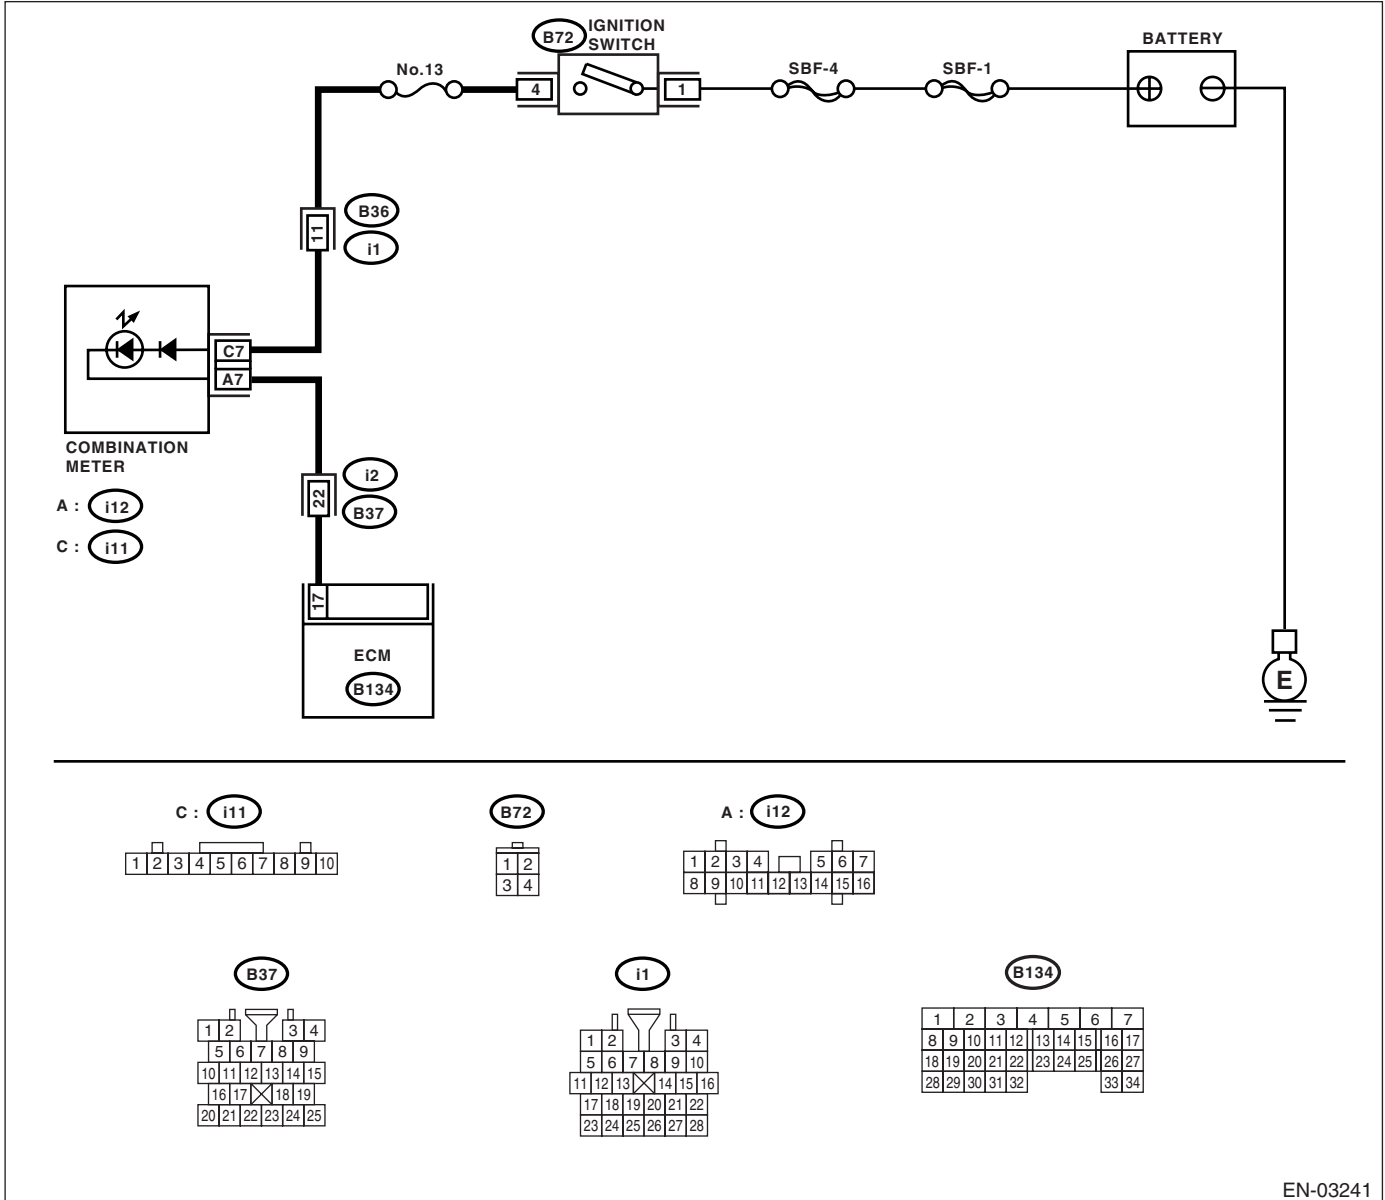 B72 IGNITION
SWITCH
BATTERY
No.13
SBF-4
SBF-1
4
1
11
B36
i1
C7
A7
COMBINATION
METER
A : i12
C : i11
22
i2
B37
17
ECM
B134
E
C : i11
1 2 3 4 5 6 7 8 9 10
B72
1 2
3 4
A : i12
1 2 3 4 5 6 7
8 9 10 11 12 13 14 15 16
B37
1 2 3 4
5 6 7 8 9
10 11 12 13 14 15
16 17 18 19
20 21 22 23 24 25
i1
1 2 3 4
5 6 7 8 9 10
11 12 13 14 15 16
17 18 19 20 21 22
23 24 25 26 27 28
B134
1 2 3 4 5 6 7
8 9 10 11 12 13 14 15 16 17
18 19 20 21 22 23 24 25 26 27
28 29 30 31 32 33 34
EN-03241